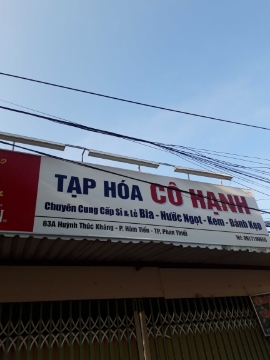 TẠP HÓA CÔ HẠNH
Chuyên Cung Cấp Sỉ & Lẻ Bia - Nước Ngọt - Kem - Bánh Kẹo
63A Huỳnh Thúc Kháng - P. Hàm Tiến - TP. Phan Thiết